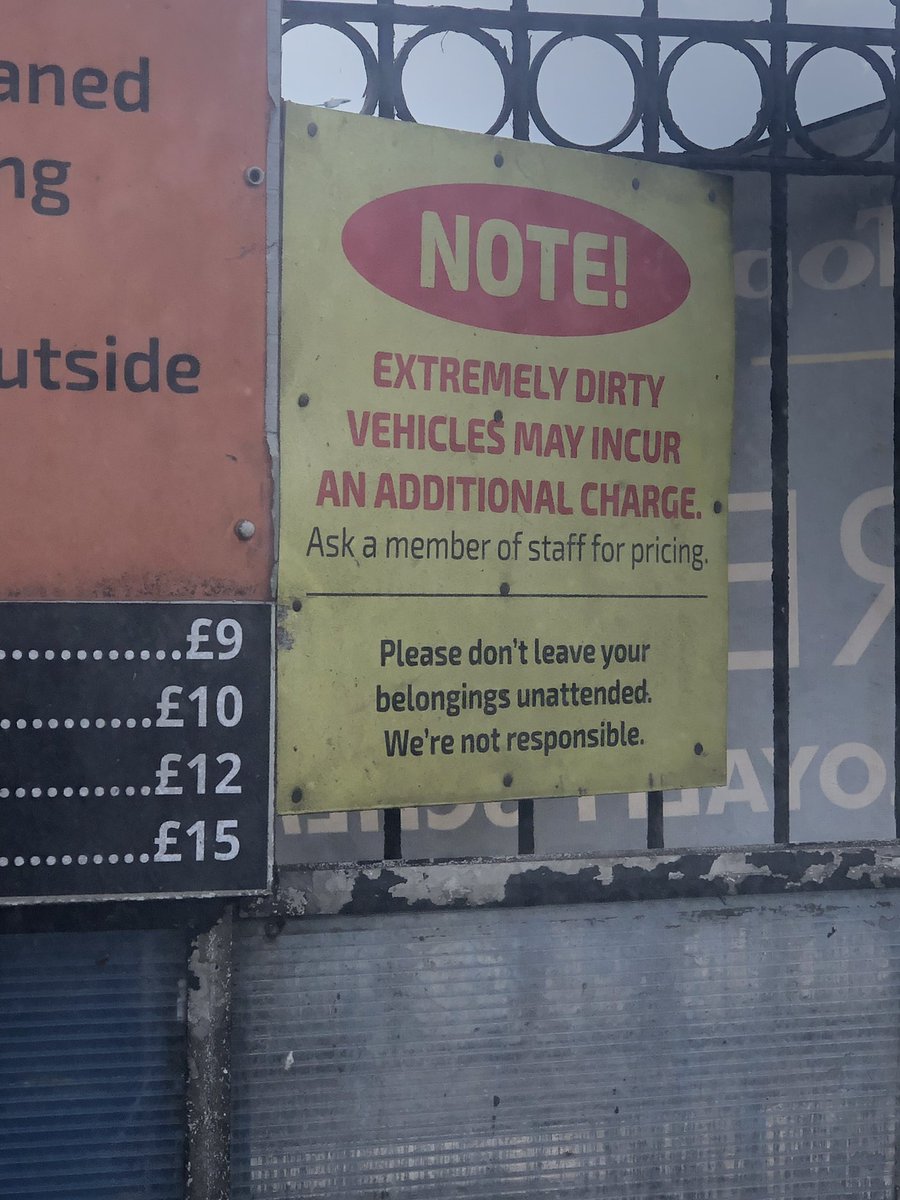 aned
ng
utside
...........£9
.........£10
.........£12
.........£15
NOTE!
EXTREMELY DIRTY
VEHICLES MAY INCUR
AN ADDITIONAL CHARGE.
Ask a member of staff for pricing.
Please don't leave your
belongings unattended.
We're not responsible.